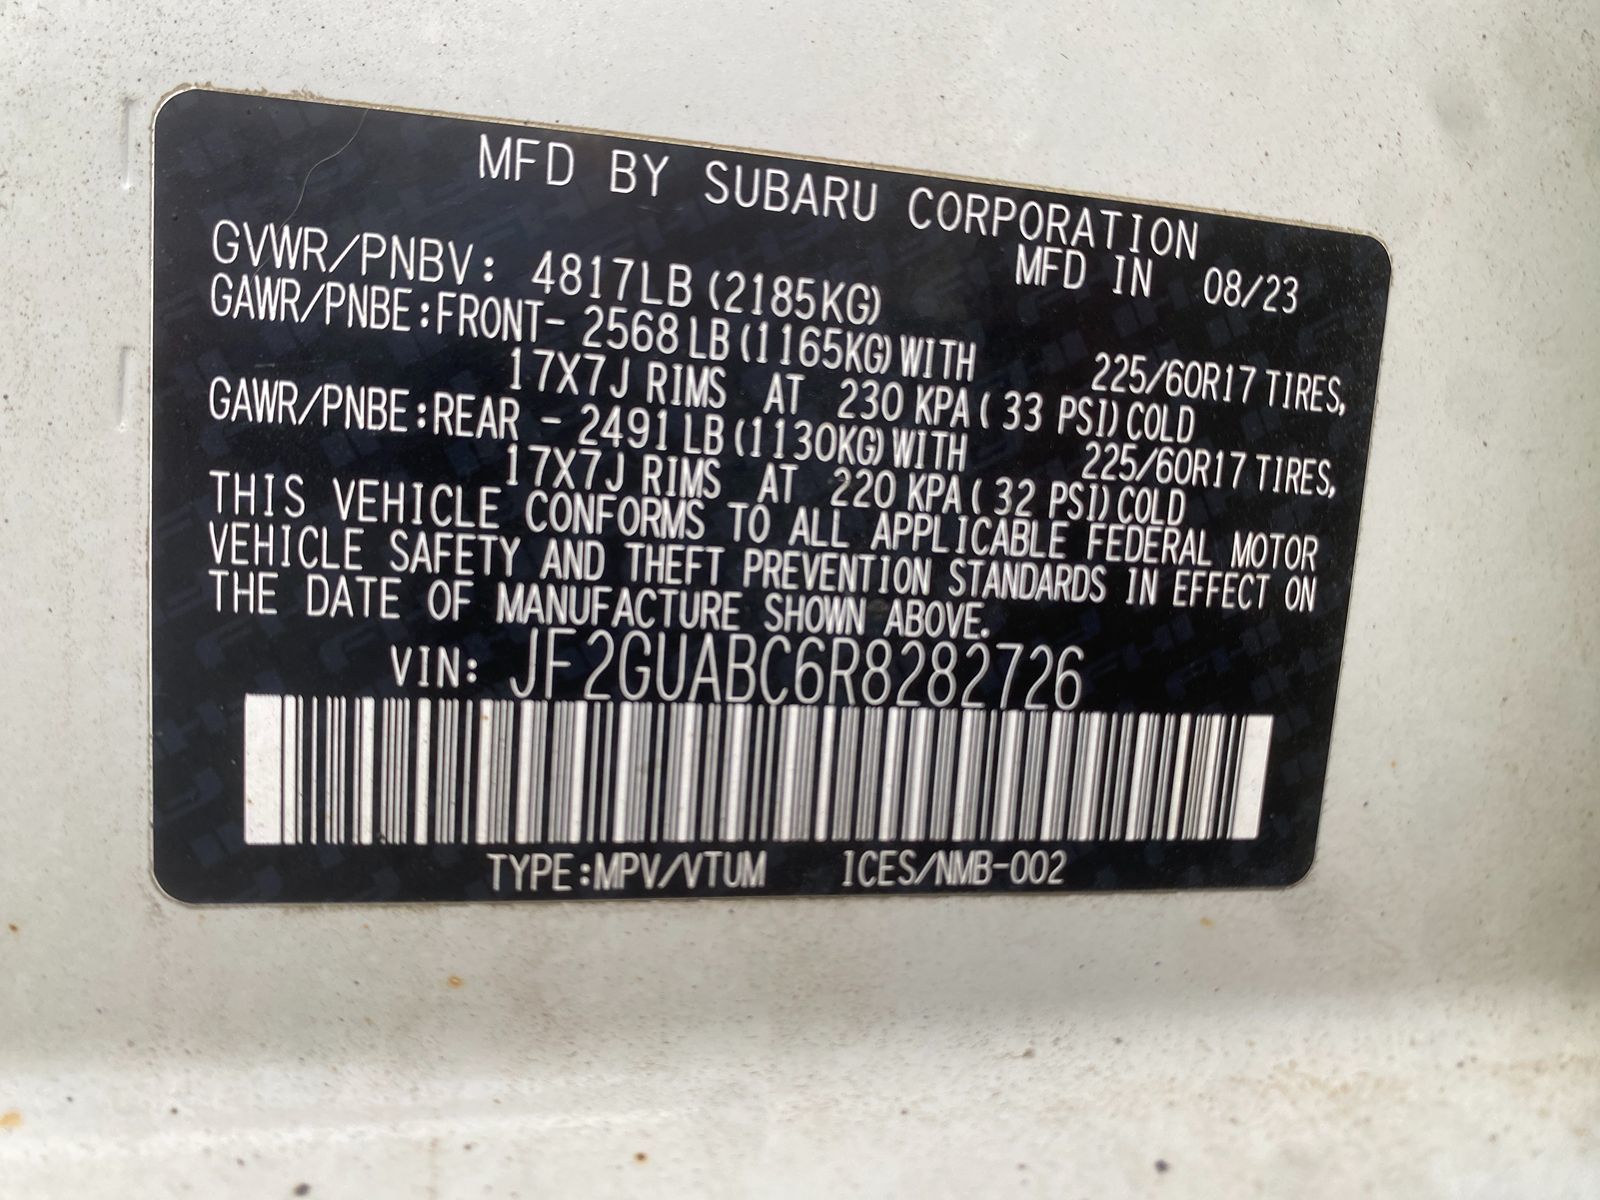 MFD BY SUBARU CORPORATION
MFD IN 08/23
GVWR/PNBV: 4817LB (2185KG)
GAWR/PNBE:FRONT- 2568 LB (1165KG) WITH 225/60R17 TIRES,
17X7J RIMS AT 230 KPA ( 33 PSI) COLD
GAWR/PNBE:REAR - 2491 LB (1130KG) WITH 225/60R17 TIRES,
17X7J RIMS AT 220 KPA ( 32 PSI) COLD
THIS VEHICLE CONFORMS TO ALL APPLICABLE FEDERAL MOTOR
VEHICLE SAFETY AND THEFT PREVENTION STANDARDS IN EFFECT ON
THE DATE OF MANUFACTURE SHOWN ABOVE.
VIN: JF2GUABC6R8282726
TYPE:MPV/VTUM ICES/NMB-002